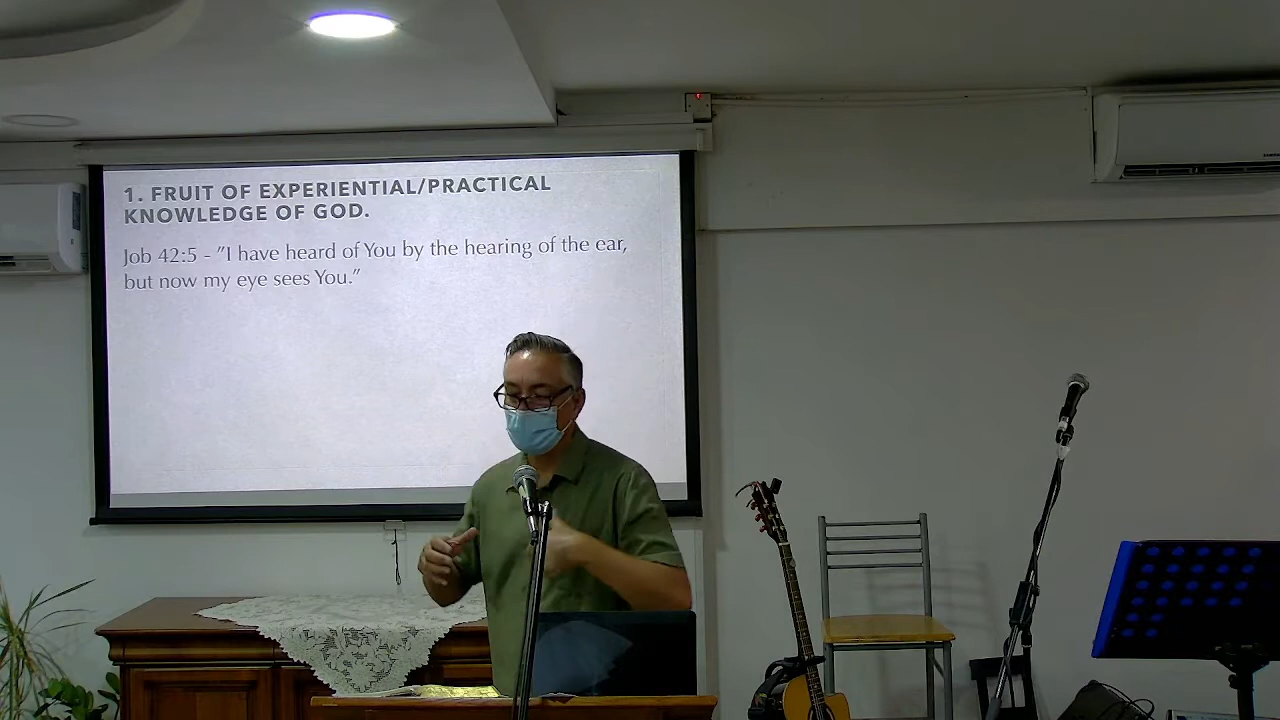 1. FRUIT OF EXPERIENTIAL/PRACTICAL
KNOWLEDGE OF GOD.
Job 42:5 - "I have heard of You by the hearing of the ear,
but now my eye sees You."